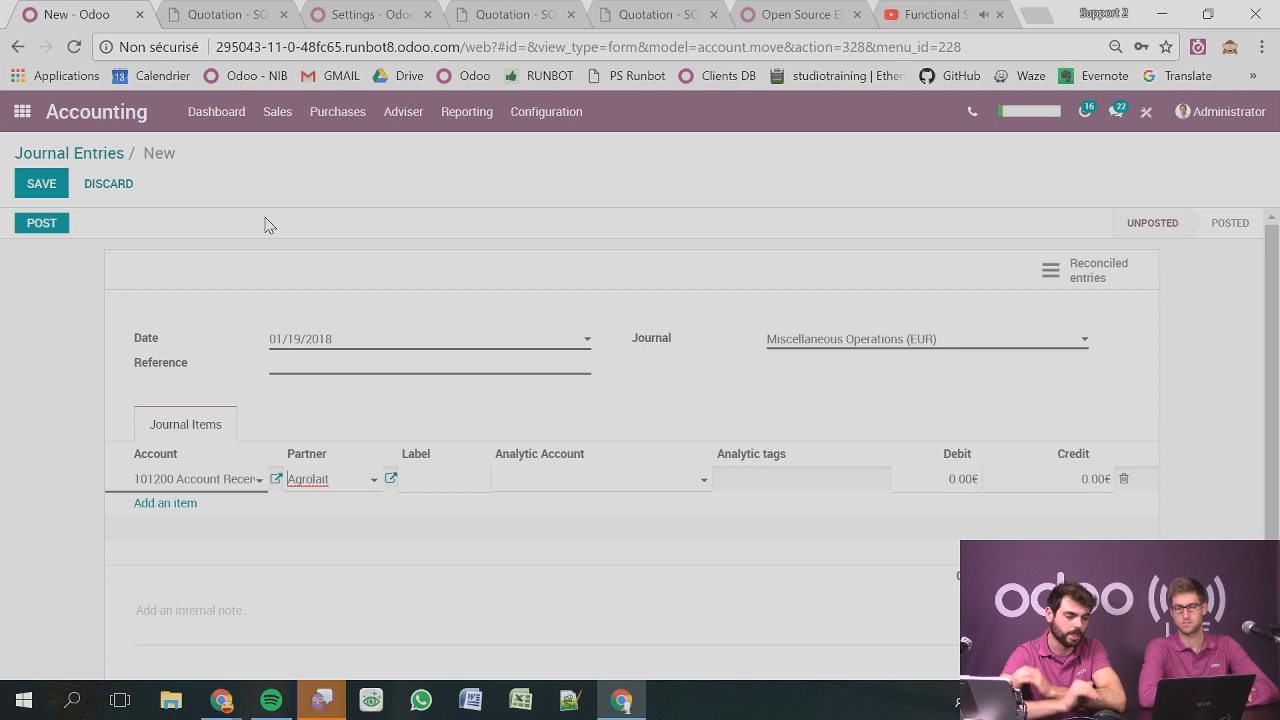 New - Odoo
Quotation - SO
Settings - Odoo
Quotation - SO
Quotation - SO
Open Source E
Functional S
Support 2
Non sécurisé
295043-11-0-48fc65.runbot8.odoo.com/web?#id=&view_type=form&model=account.move&action=328&menu_id=228
Applications
Calendrier
Odoo - NIB
GMAIL
Drive
Odoo
RUNBOT
PS Runbot
Clients DB
GitHub
Waze
Evernote
Translate
»
Accounting
Dashboard
Sales
Purchases
Adviser
Reporting
Configuration
16
22
Administrator
Journal Entries / New
SAVE
DISCARD
POST
UNPOSTED
POSTED
Reconciled
entries
Date
01/19/2018
Journal
Miscellaneous Operations (EUR)
Reference
Journal Items
Account
Partner
Label
Analytic Account
Analytic tags
Debit
Credit
101200 Account Receiv
Agrolait
0.00€
0.00€
Add an item
Add an internal note...
odoo